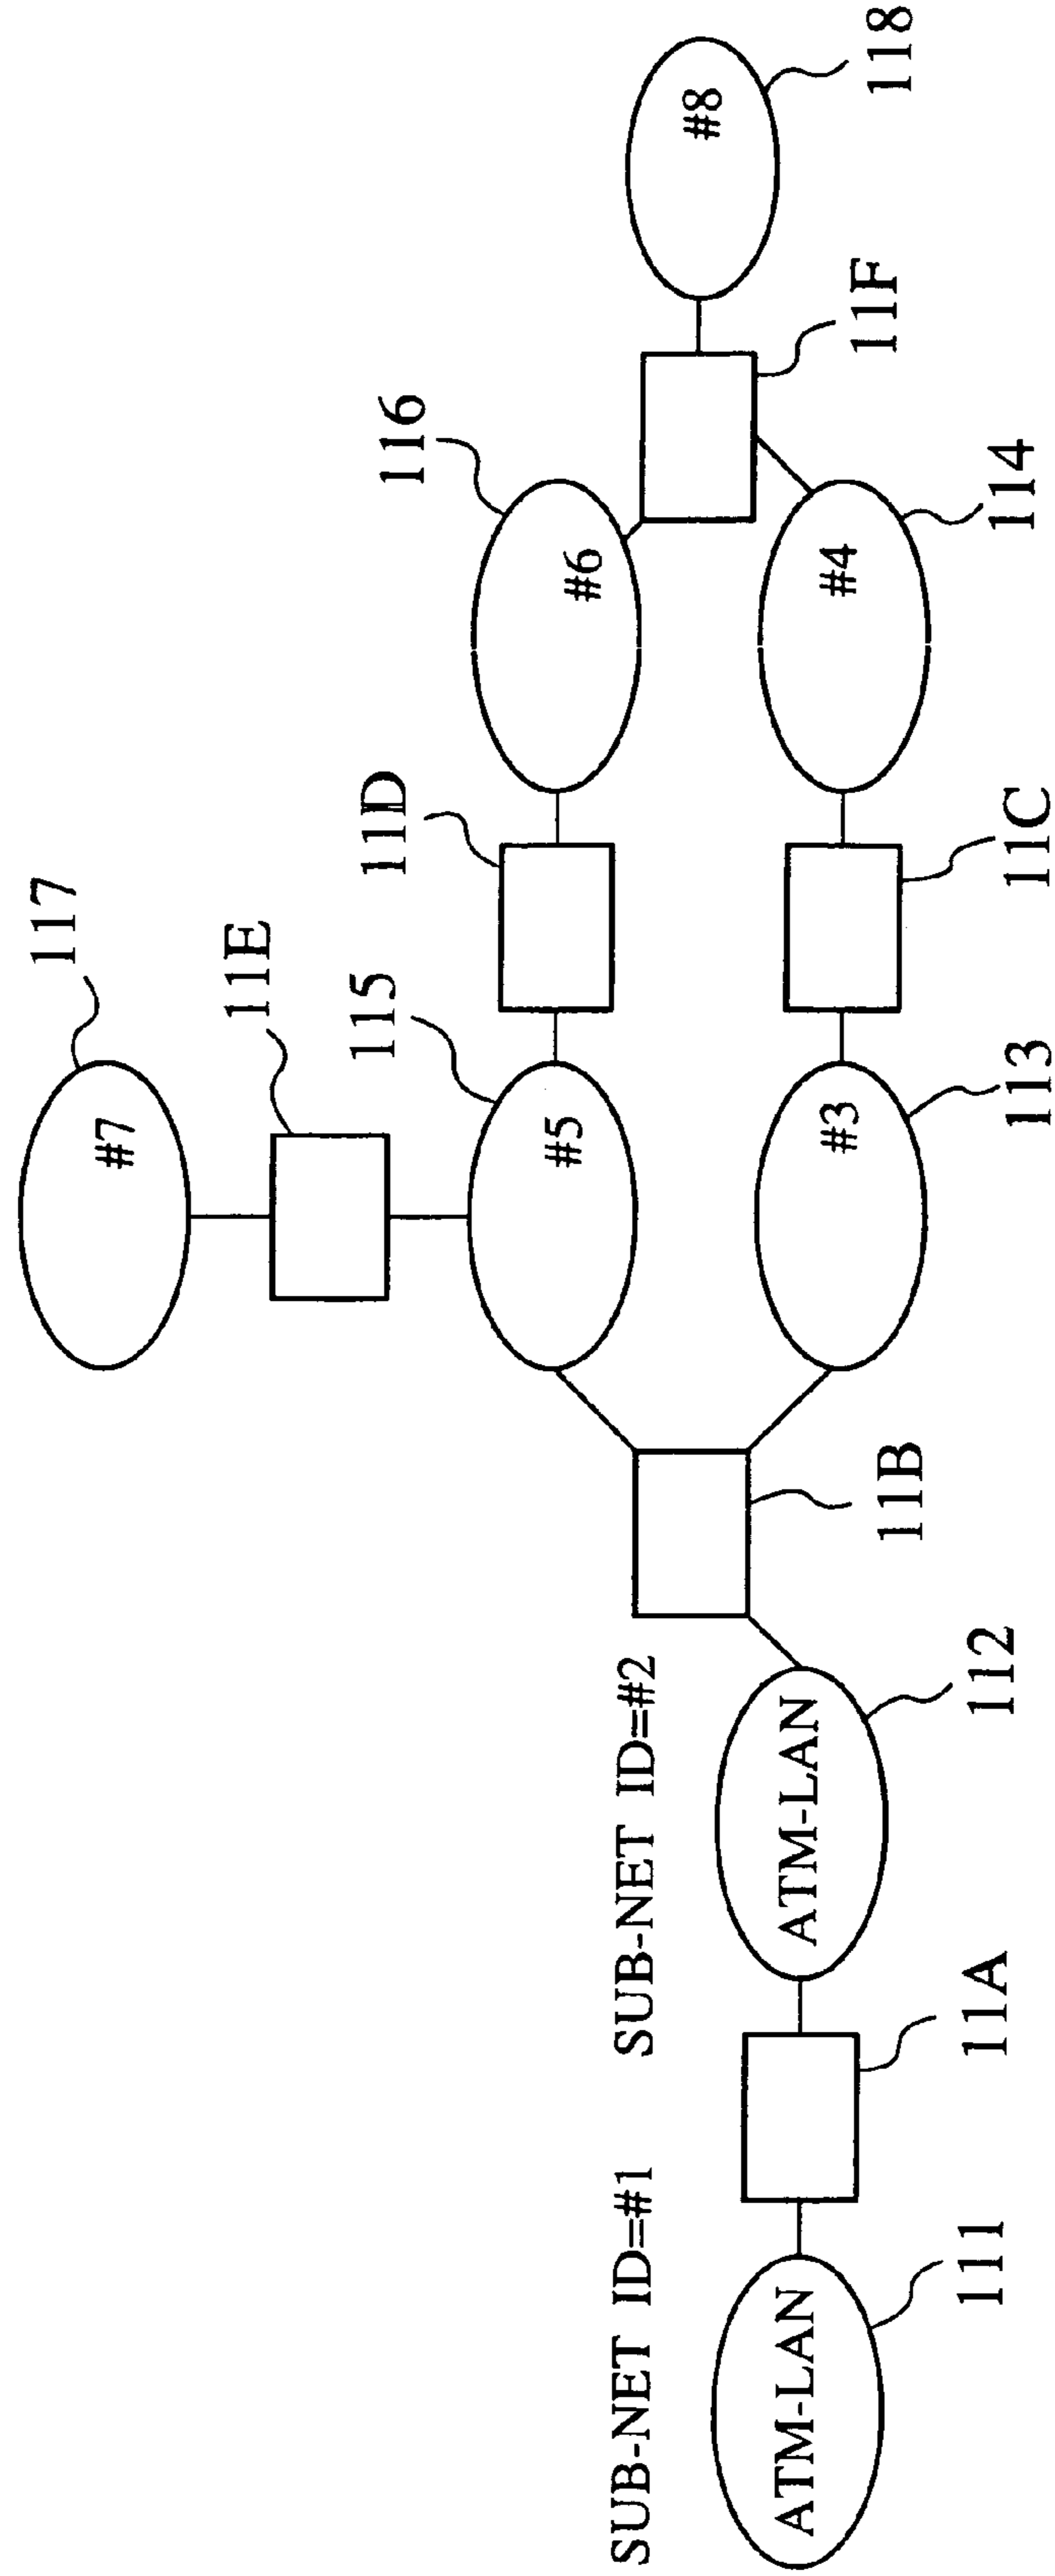 117
#7
11E
116
118
#8
115
11D
#6
11F
#5
SUB-NET ID=#1
SUB-NET ID=#2
#3
#4
114
ATM-LAN
ATM-LAN
11B
113
11C
111
11A
112